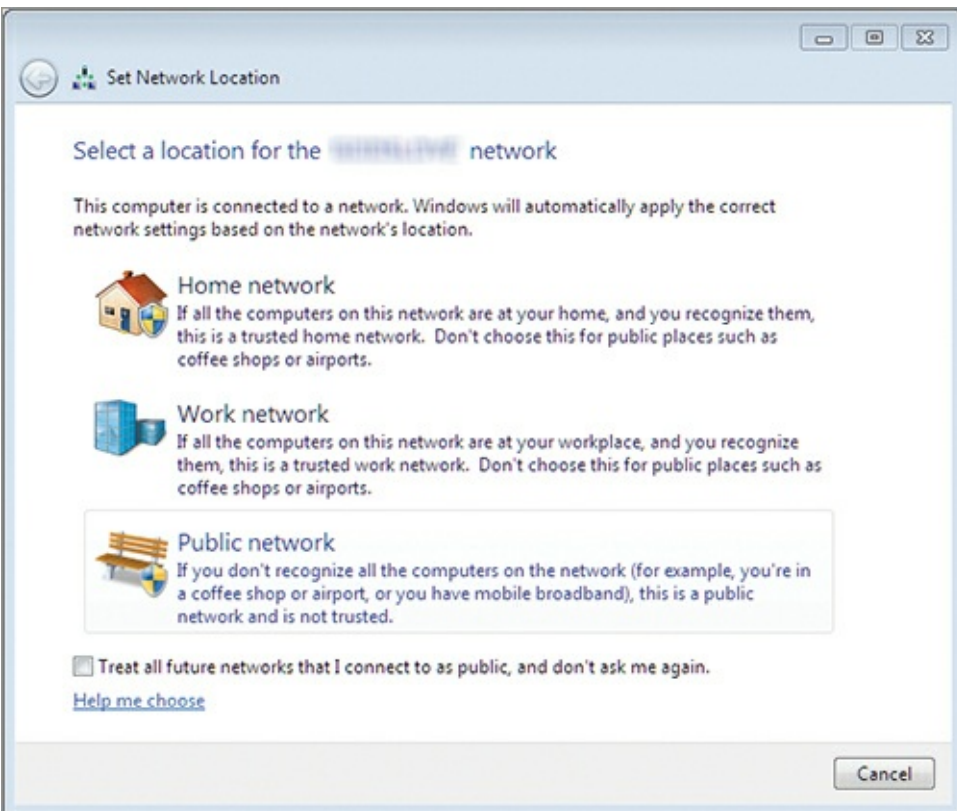 Set Network Location
Select a location for the network
This computer is connected to a network. Windows will automatically apply the correct
network settings based on the network's location.
Home network
If all the computers on this network are at your home, and you recognize them,
this is a trusted home network.  Don't choose this for public places such as
coffee shops or airports.
Work network
If all the computers on this network are at your workplace, and you recognize
them, this is a trusted work network.  Don't choose this for public places such as
coffee shops or airports.
Public network
If you don't recognize all the computers on the network (for example, you're in
a coffee shop or airport, or you have mobile broadband), this is a public
network and is not trusted.
Treat all future networks that I connect to as public, and don't ask me again.
Help me choose
Cancel